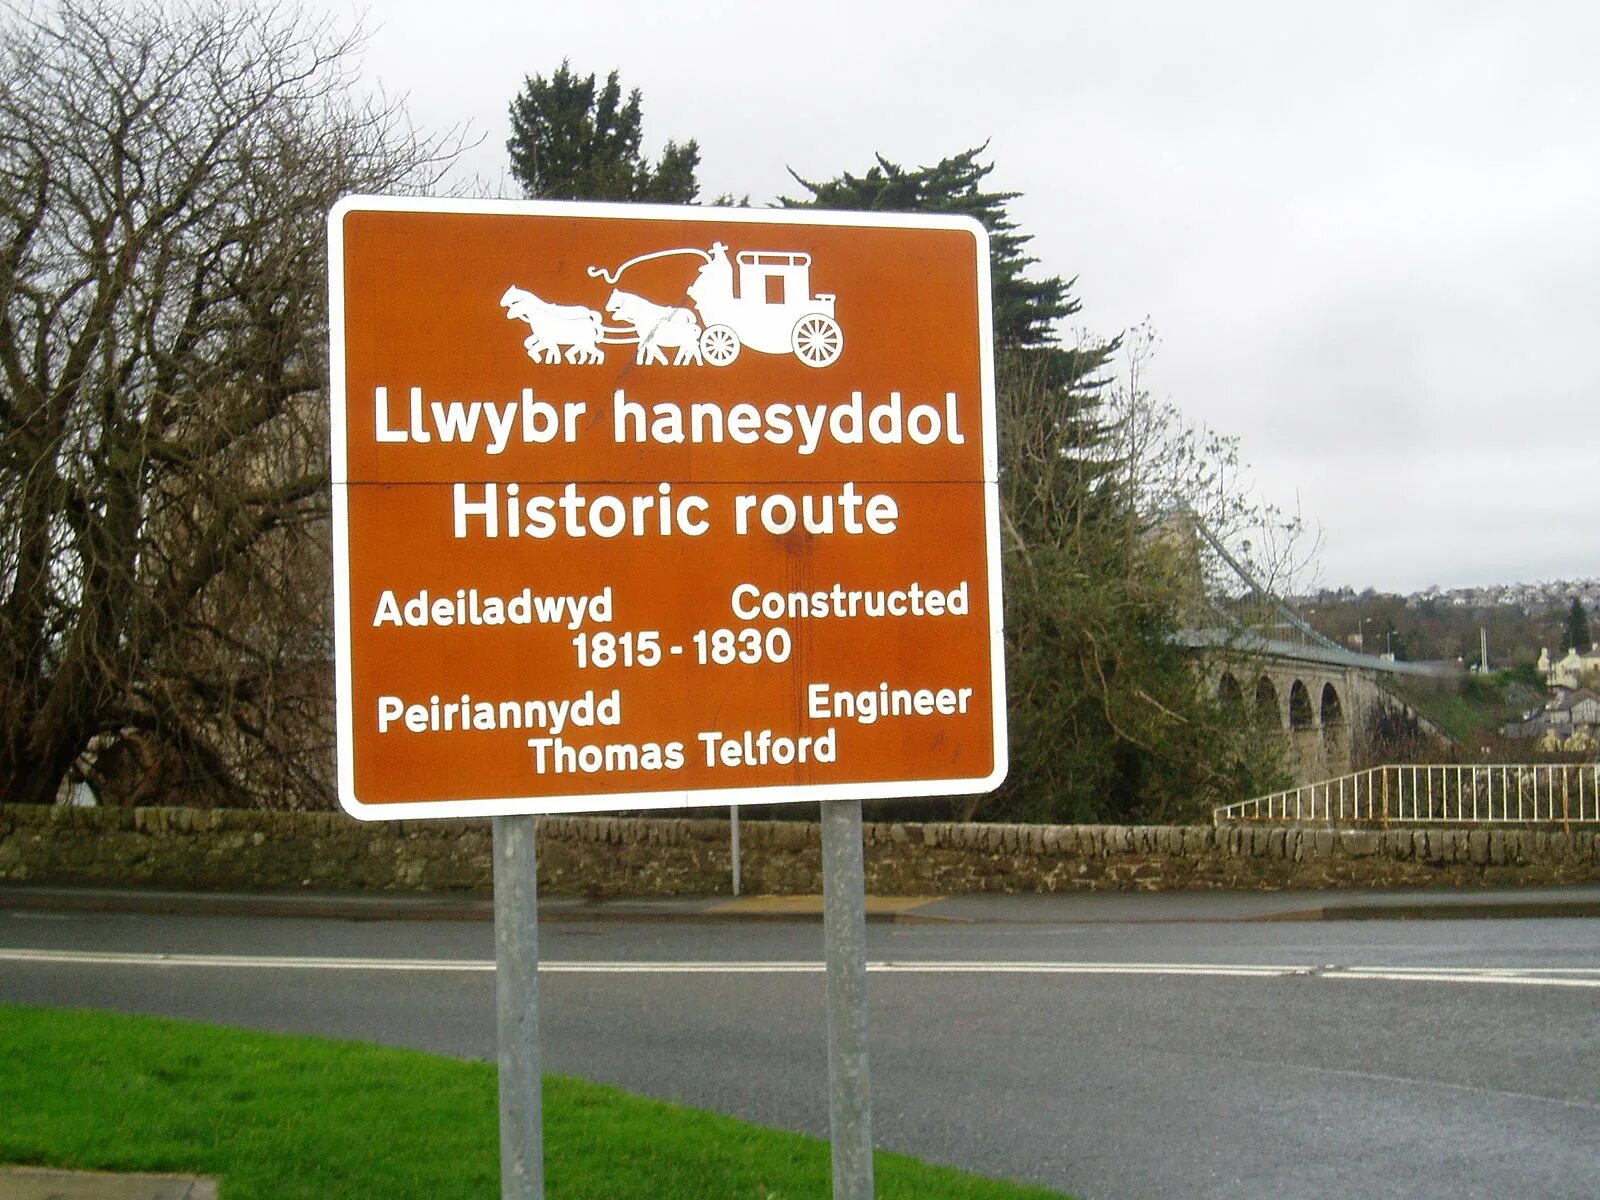 Llwybr hanesyddol
Historic route
Adeiladwyd Constructed
1815 - 1830
Peiriannydd Engineer
Thomas Telford